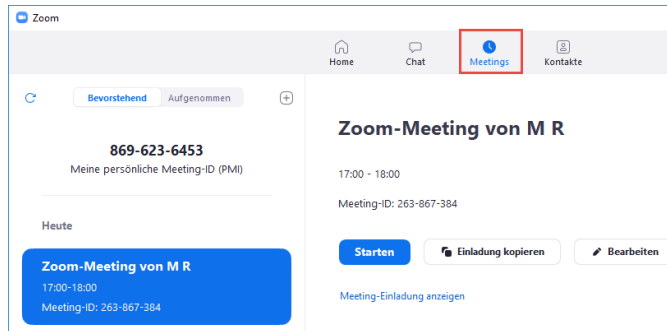 Zoom
Home
Chat
Meetings
Kontakte
Bevorstehend
Aufgenommen
869-623-6453
Meine persönliche Meeting-ID (PMI)
Heute
Zoom-Meeting von M R
17:00-18:00
Meeting-ID: 263-867-384
Zoom-Meeting von M R
17:00 - 18:00
Meeting-ID: 263-867-384
Starten
Einladung kopieren
Bearbeiten
Meeting-Einladung anzeigen